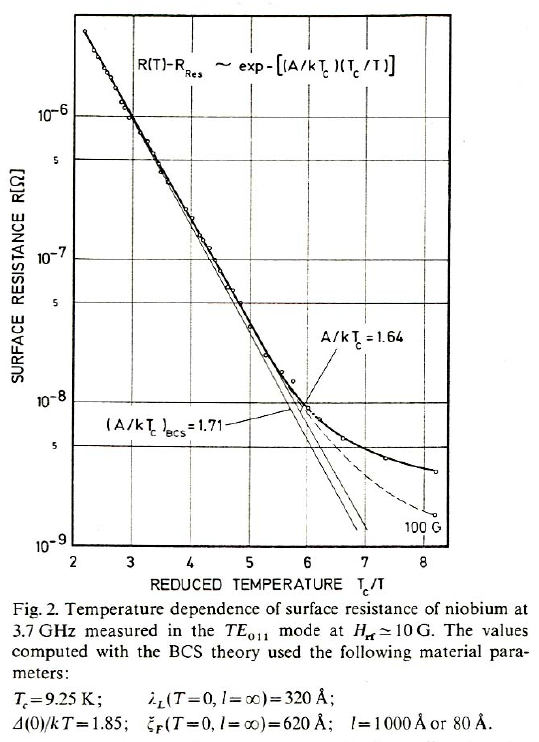 R(T)-R_Res ~ exp-[(A/kT_c)(T_c/T)]
10^-6
5
10^-7
5
10^-8
5
10^-9
SURFACE RESISTANCE R[Ω]
A/kT_c = 1.64
(A/kT_c)_BCS = 1.71
100 G
2 3 4 5 6 7 8
REDUCED TEMPERATURE T_c/T
Fig. 2. Temperature dependence of surface resistance of niobium at
3.7 GHz measured in the TE_011 mode at H_rf ≃ 10 G. The values
computed with the BCS theory used the following material para-
meters:
T_c = 9.25 K; λ_L(T=0, l=∞)=320 Å;
Δ(0)/kT=1.85; ξ_F(T=0, l=∞)=620 Å; l=1000 Å or 80 Å.